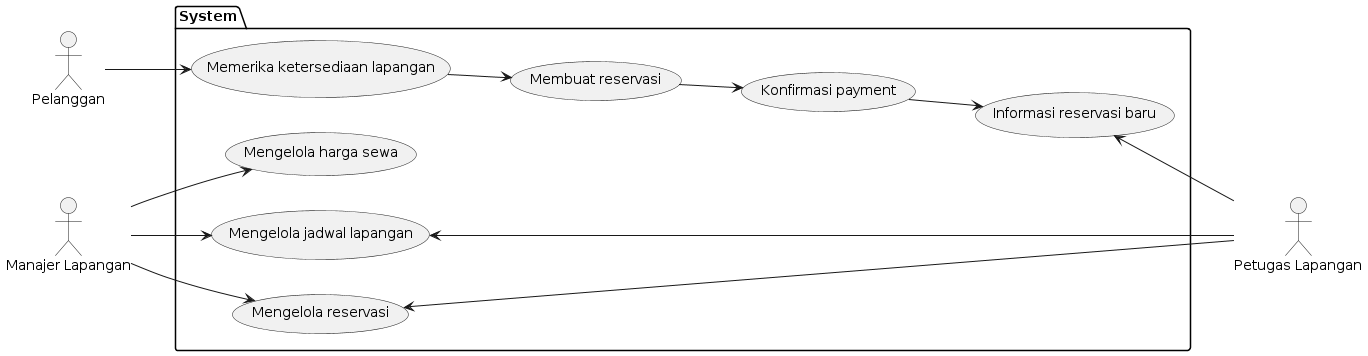 System
Memerika ketersediaan lapangan
Membuat reservasi
Konfirmasi payment
Informasi reservasi baru
Pelanggan
Mengelola harga sewa
Mengelola jadwal lapangan
Manajer Lapangan
Petugas Lapangan
Mengelola reservasi